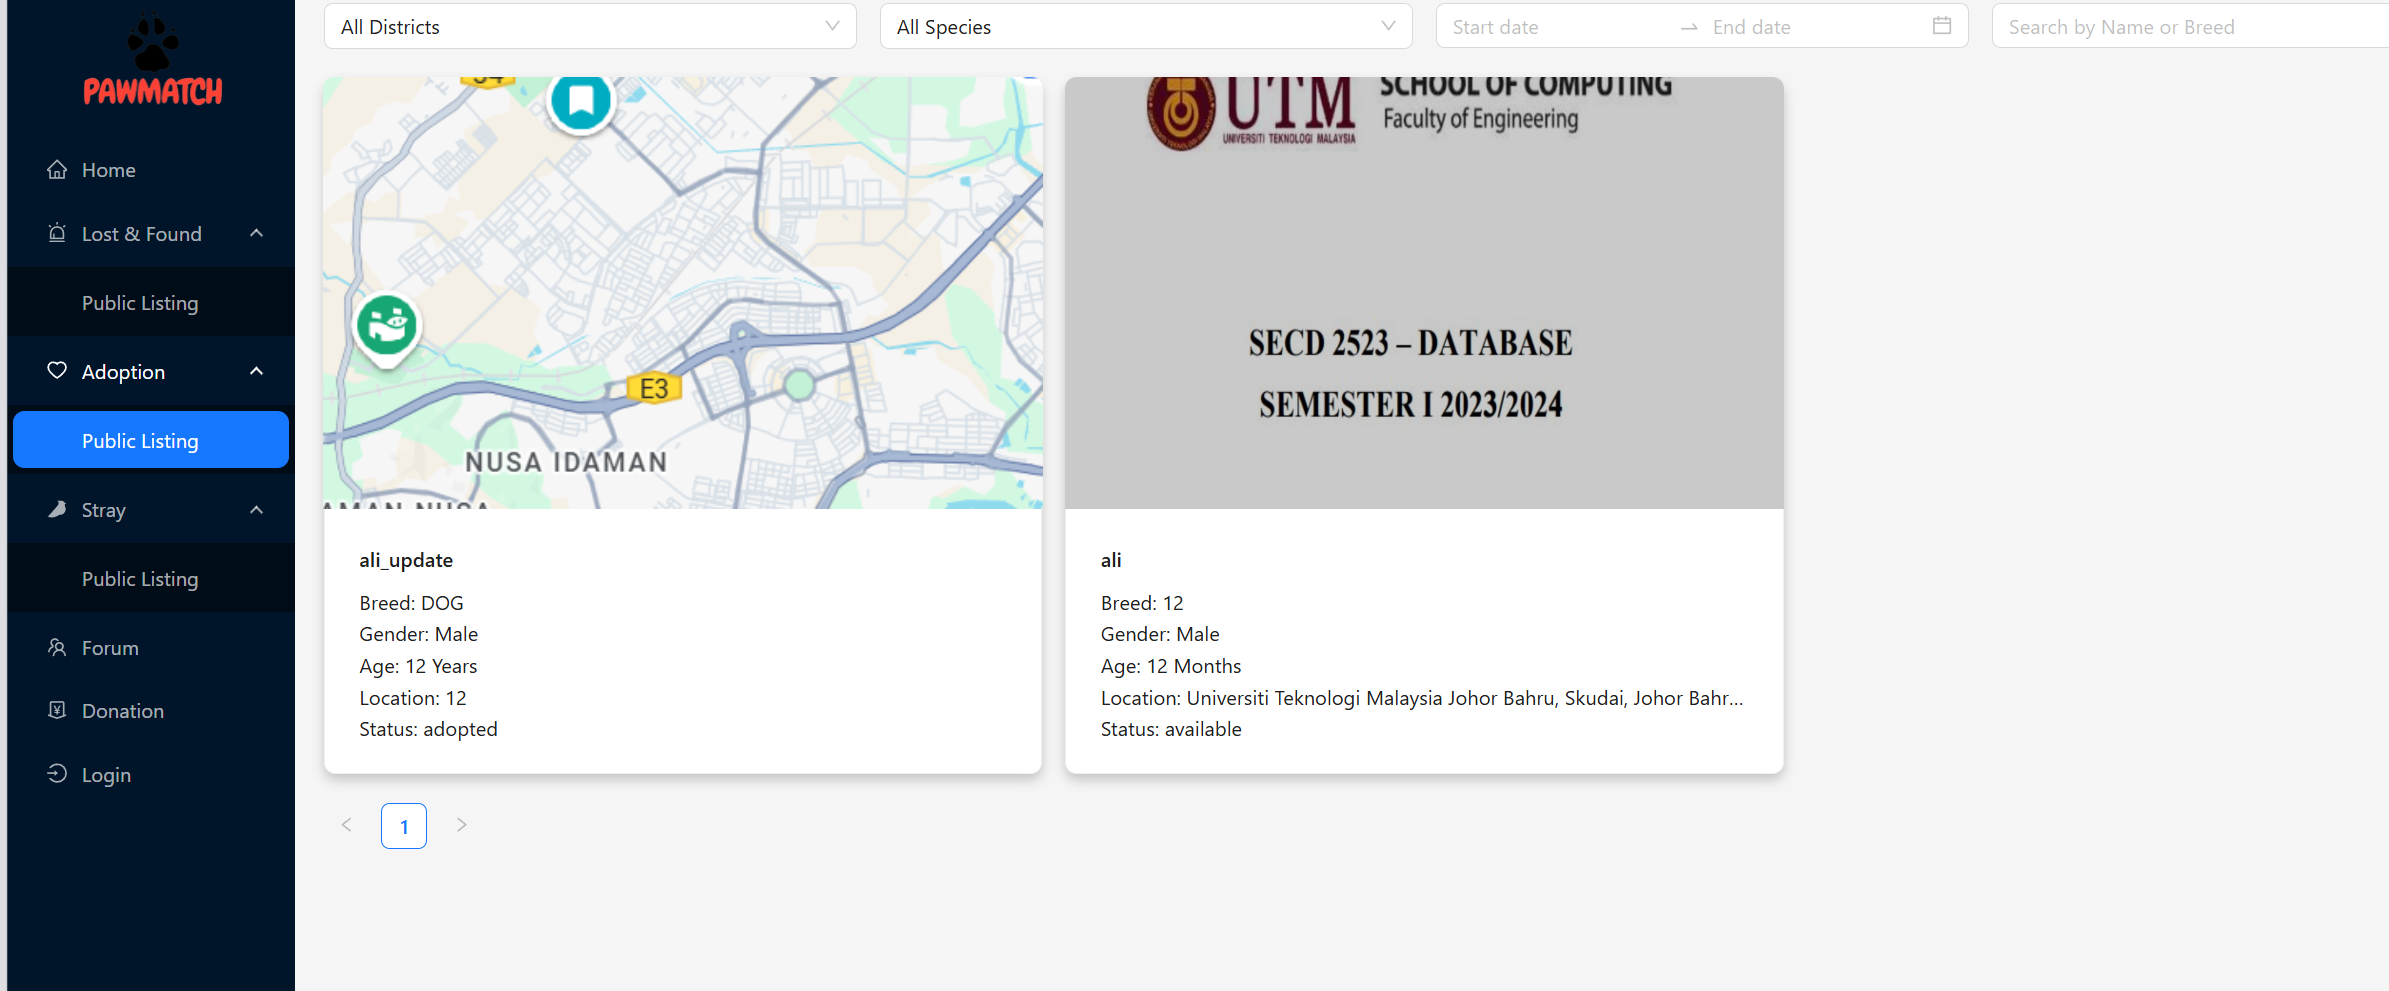 PAWMATCH
Home
Lost & Found
Public Listing
Adoption
Public Listing
Stray
Public Listing
Forum
Donation
Login
All Districts
All Species
Start date
End date
Search by Name or Breed
E3
NUSA IDAMAN
AMAN NUSA
ali_update
Breed: DOG
Gender: Male
Age: 12 Years
Location: 12
Status: adopted
UTM
UNIVERSITI TEKNOLOGI MALAYSIA
SCHOOL OF COMPUTING
Faculty of Engineering
SECD 2523 – DATABASE
SEMESTER I 2023/2024
ali
Breed: 12
Gender: Male
Age: 12 Months
Location: Universiti Teknologi Malaysia Johor Bahru, Skudai, Johor Bahr...
Status: available
1